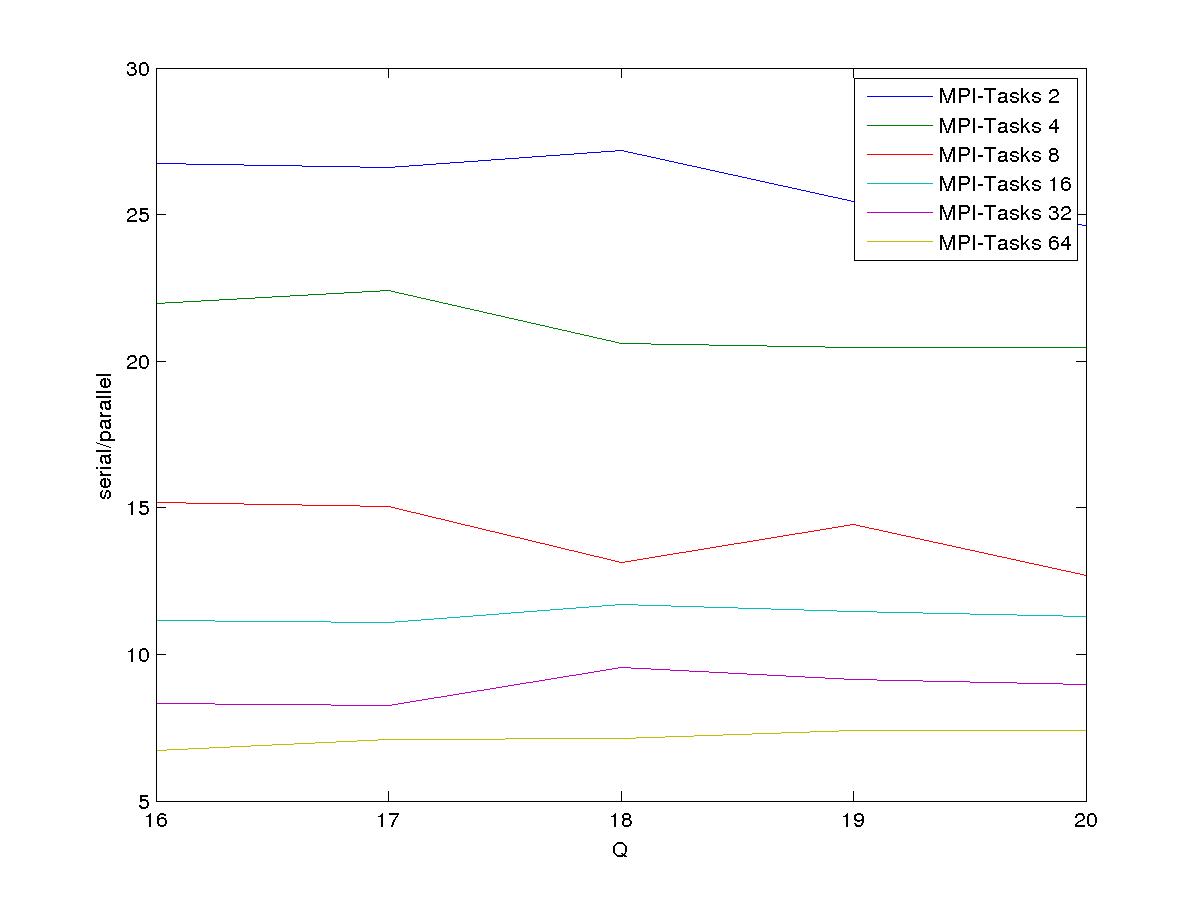 30
25
20
15
10
5
serial/parallel
MPI-Tasks 2
MPI-Tasks 4
MPI-Tasks 8
MPI-Tasks 16
MPI-Tasks 32
MPI-Tasks 64
16 17 18 19 20
Q